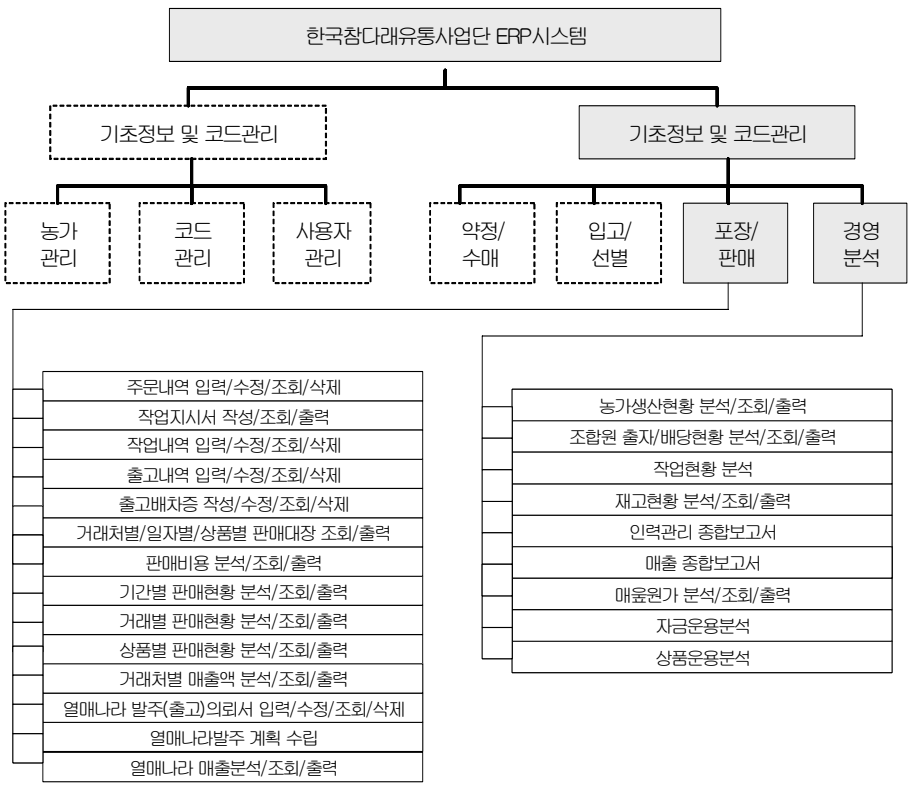 한국참다래유통사업단 ERP시스템
기초정보 및 코드관리
기초정보 및 코드관리
농가
관리
코드
관리
사용자
관리
약정/
수매
입고/
선별
포장/
판매
경영
분석
주문내역 입력/수정/조회/삭제
작업지시서 작성/조회/출력
작업내역 입력/수정/조회/삭제
출고내역 입력/수정/조회/삭제
출고배차증 작성/수정/조회/삭제
거래처별/일자별/상품별 판매대장 조회/출력
판매비용 분석/조회/출력
기간별 판매현황 분석/조회/출력
거래별 판매현황 분석/조회/출력
상품별 판매현황 분석/조회/출력
거래처별 매출액 분석/조회/출력
열매나라 발주(출고)의뢰서 입력/수정/조회/삭제
열매나라발주 계획 수립
열매나라 매출분석/조회/출력
농가생산현황 분석/조회/출력
조합원 출자/배당현황 분석/조회/출력
작업현황 분석
재고현황 분석/조회/출력
인력관리 종합보고서
매출 종합보고서
매윺원가 분석/조회/출력
자금운용분석
상품운용분석